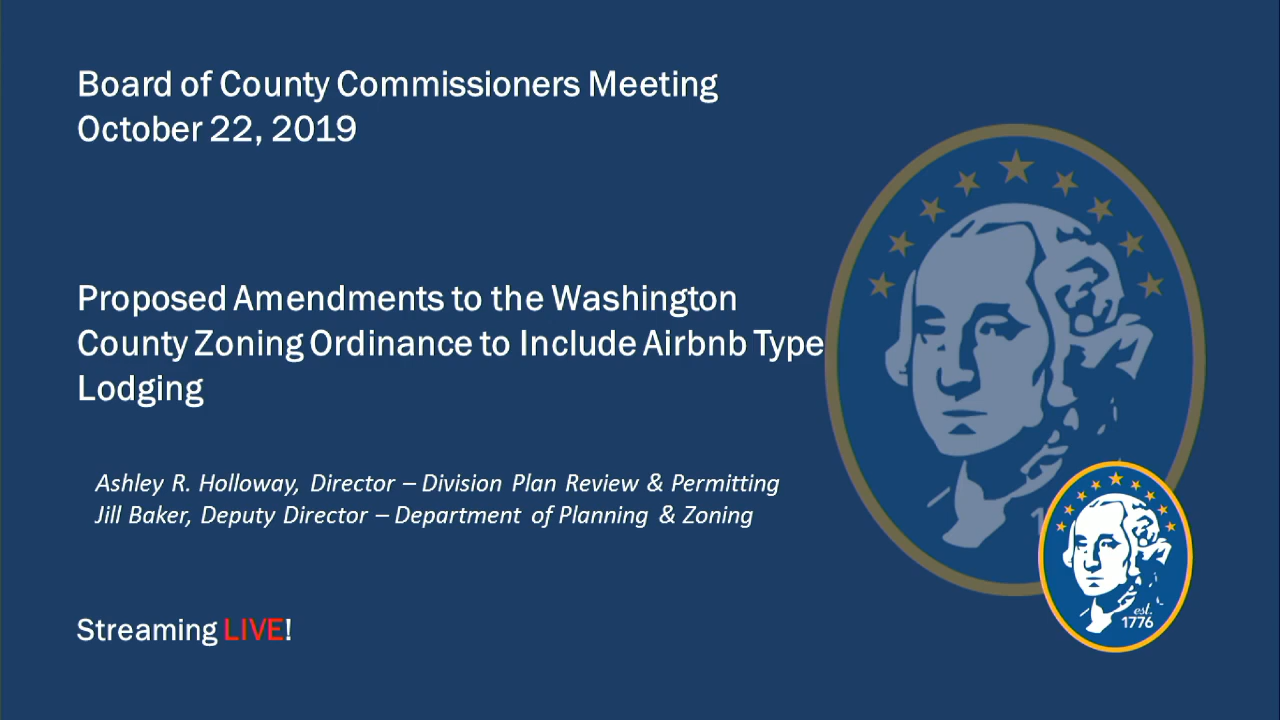 Board of County Commissioners Meeting
October 22, 2019
Proposed Amendments to the Washington
County Zoning Ordinance to Include Airbnb Type
Lodging
Ashley R. Holloway, Director – Division Plan Review & Permitting
Jill Baker, Deputy Director – Department of Planning & Zoning
Streaming LIVE!
est.
1776